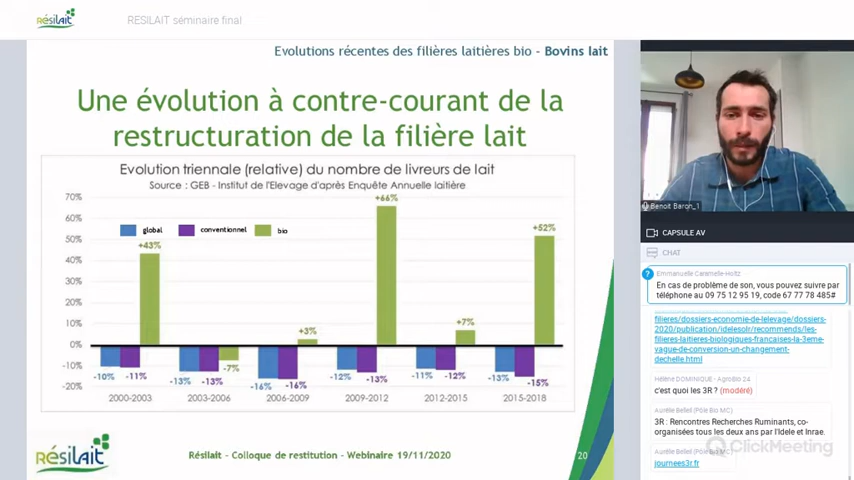 résilait
RESILAIT séminaire final
Evolutions récentes des filières laitières bio - Bovins lait
Une évolution à contre-courant de la
restructuration de la filière lait
Evolution triennale (relative) du nombre de livreurs de lait
Source : GEB - Institut de l'Elevage d'après Enquête Annuelle laitière
70%
60%
50%
40%
30%
20%
10%
0%
-10%
-20%
global
conventionnel
bio
+43%
-10%
-11%
-13%
-13%
-7%
+3%
-16%
-16%
+66%
-12%
-13%
+7%
-11%
-12%
+52%
-13%
-15%
2000-2003
2003-2006
2006-2009
2009-2012
2012-2015
2015-2018
résilait
Résilait - Colloque de restitution - Webinaire 19/11/2020
20
Benoit Baron_1
CAPSULE AV
CHAT
?
Emmanuelle Caramelle-Holtz
En cas de problème de son, vous pouvez suivre par
téléphone au 09 75 12 95 19, code 67 77 78 485#
filieres/dossiers-economie-de-lelevage/dossiers-
2020/publication/idelesolr/recommends/les-
filieres-laitieres-biologiques-francaises-la-3eme-
vague-de-conversion-un-changement-
dechelle.html
Hélène DOMINIQUE - AgroBio 24
c'est quoi les 3R ? (modéré)
Aurélie Belleil (Pôle Bio MC)
3R : Rencontres Recherches Ruminants, co-
organisées tous les deux ans par l'Idele et Inrae.
Aurélie Belleil (Pôle Bio MC)
journees3r.fr
ClickMeeting